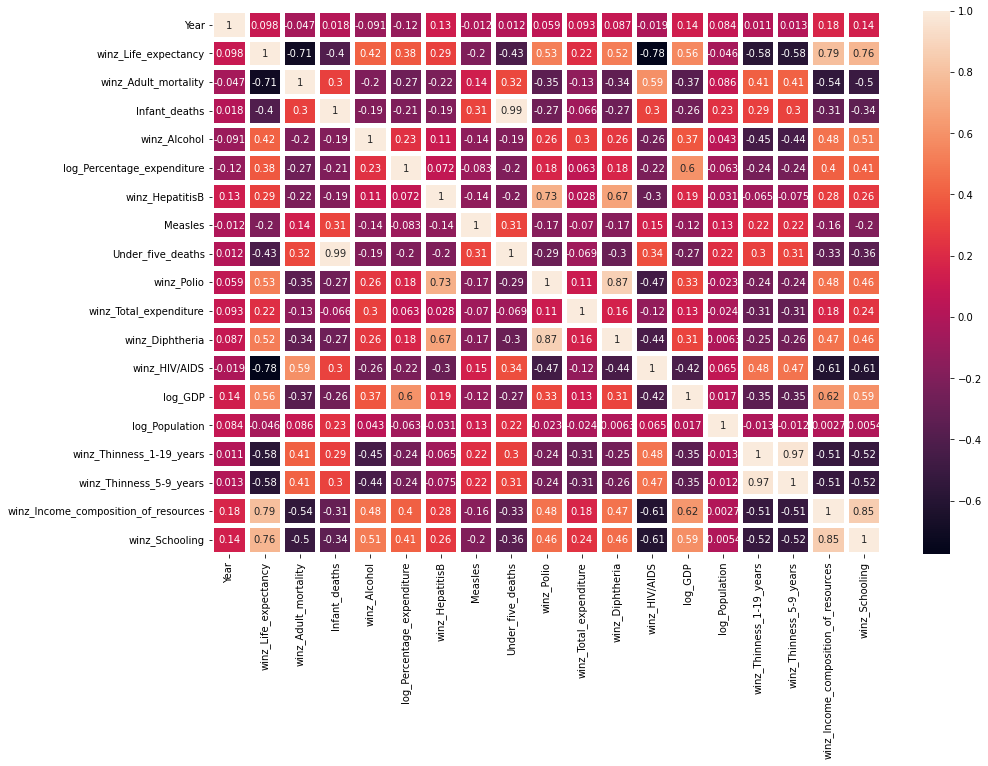 Year 1 0.098 -0.047 0.018 -0.091 -0.12 0.13 -0.012 0.012 0.059 0.093 0.087 -0.019 0.14 0.084 0.011 0.013 0.18 0.14
winz_Life_expectancy 0.098 1 -0.71 -0.4 0.42 0.38 0.29 -0.2 -0.43 0.53 0.22 0.52 -0.78 0.56 -0.046 -0.58 -0.58 0.79 0.76
winz_Adult_mortality -0.047 -0.71 1 0.3 -0.2 -0.27 -0.22 0.14 0.32 -0.35 -0.13 -0.34 0.59 -0.37 0.086 0.41 0.41 -0.54 -0.5
Infant_deaths 0.018 -0.4 0.3 1 -0.19 -0.21 -0.19 0.31 0.99 -0.27 -0.066 -0.27 0.3 -0.26 0.23 0.29 0.3 -0.31 -0.34
winz_Alcohol -0.091 0.42 -0.2 -0.19 1 0.23 0.11 -0.14 -0.19 0.26 0.3 0.26 -0.26 0.37 0.043 -0.45 -0.44 0.48 0.51
log_Percentage_expenditure -0.12 0.38 -0.27 -0.21 0.23 1 0.072 -0.083 -0.2 0.18 0.063 0.18 -0.22 0.6 -0.063 -0.24 -0.24 0.4 0.41
winz_HepatitisB 0.13 0.29 -0.22 -0.19 0.11 0.072 1 -0.14 -0.2 0.73 0.028 0.67 -0.3 0.19 -0.031 -0.065 -0.075 0.28 0.26
Measles -0.012 -0.2 0.14 0.31 -0.14 -0.083 -0.14 1 0.31 -0.17 -0.07 -0.17 0.15 -0.12 0.13 0.22 0.22 -0.16 -0.2
Under_five_deaths 0.012 -0.43 0.32 0.99 -0.19 -0.2 -0.2 0.31 1 -0.29 -0.069 -0.3 0.34 -0.27 0.22 0.3 0.31 -0.33 -0.36
winz_Polio 0.059 0.53 -0.35 -0.27 0.26 0.18 0.73 -0.17 -0.29 1 0.11 0.87 -0.47 0.33 -0.023 -0.24 -0.24 0.48 0.46
winz_Total_expenditure 0.093 0.22 -0.13 -0.066 0.3 0.063 0.028 -0.07 -0.069 0.11 1 0.16 -0.12 0.13 -0.024 -0.31 -0.31 0.18 0.24
winz_Diphtheria 0.087 0.52 -0.34 -0.27 0.26 0.18 0.67 -0.17 -0.3 0.87 0.16 1 -0.44 0.31 -0.25 -0.26 0.47 0.46
winz_HIV/AIDS -0.019 -0.78 0.59 0.3 -0.26 -0.22 -0.3 0.15 0.34 -0.47 -0.12 -0.44 1 -0.42 0.065 0.48 0.47 -0.61 -0.61
log_GDP 0.14 0.56 -0.37 -0.26 0.37 0.6 0.19 -0.12 -0.27 0.33 0.13 0.31 -0.42 1 0.017 -0.35 -0.35 0.62 0.59
log_Population 0.084 -0.046 0.086 0.23 0.043 -0.063 -0.031 0.13 0.22 -0.023 -0.024 0.065 0.017 1 -0.013 -0.012
winz_Thinness_1-19_years 0.011 -0.58 0.41 0.29 -0.45 -0.24 -0.065 0.22 0.3 -0.24 -0.31 -0.25 0.48 -0.35 -0.013 1 0.97 -0.51 -0.52
winz_Thinness_5-9_years 0.013 -0.58 0.41 0.3 -0.44 -0.24 -0.075 0.22 0.31 -0.24 -0.31 -0.26 0.47 -0.35 -0.012 0.97 1 -0.51 -0.52
winz_Income_composition_of_resources 0.18 0.79 -0.54 -0.31 0.48 0.4 0.28 -0.16 -0.33 0.48 0.18 0.47 -0.61 0.62 -0.51 -0.51 1 0.85
winz_Schooling 0.14 0.76 -0.5 -0.34 0.51 0.41 0.26 -0.2 -0.36 0.46 0.24 0.46 -0.61 0.59 -0.52 -0.52 0.85 1
Year
winz_Life_expectancy
winz_Adult_mortality
Infant_deaths
winz_Alcohol
log_Percentage_expenditure
winz_HepatitisB
Measles
Under_five_deaths
winz_Polio
winz_Total_expenditure
winz_Diphtheria
winz_HIV/AIDS
log_GDP
log_Population
winz_Thinness_1-19_years
winz_Thinness_5-9_years
winz_Income_composition_of_resources
winz_Schooling
1.0
0.8
0.6
0.4
0.2
0.0
−0.2
−0.4
−0.6